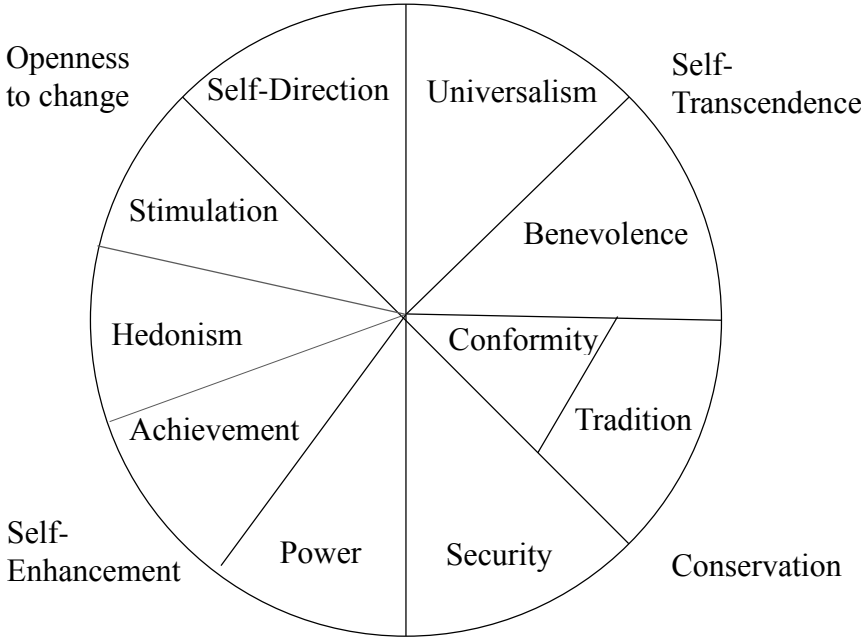 Openness
to change
Self-Direction
Universalism
Self-
Transcendence
Stimulation
Benevolence
Hedonism
Conformity
Achievement
Tradition
Self-
Enhancement
Power
Security
Conservation